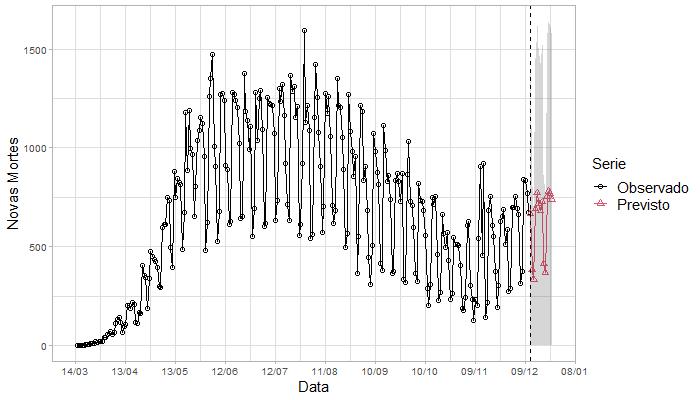 Novas Mortes
1500
1000
500
0
14/03 13/04 13/05 12/06 12/07 11/08 10/09 10/10 09/11 09/12 08/01
Data
Serie
Observado
Previsto